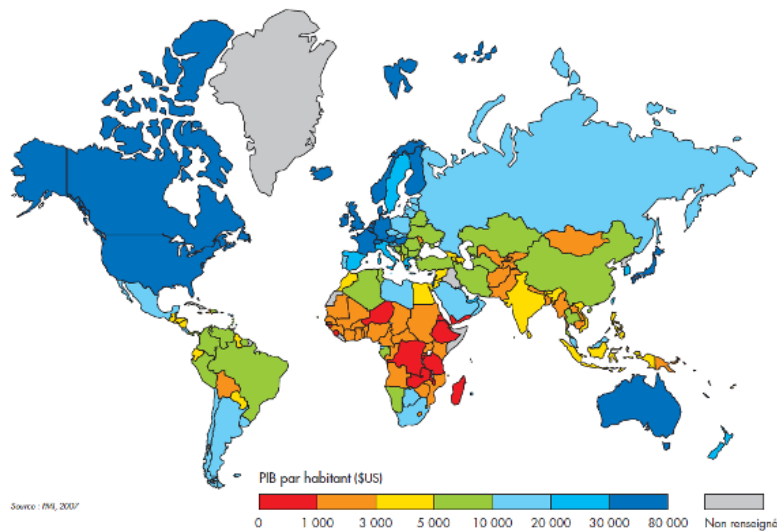 PIB par habitant ($US)
0 1 000 3 000 5 000 10 000 20 000 30 000 80 000 Non renseigné
Source : FMI, 2007